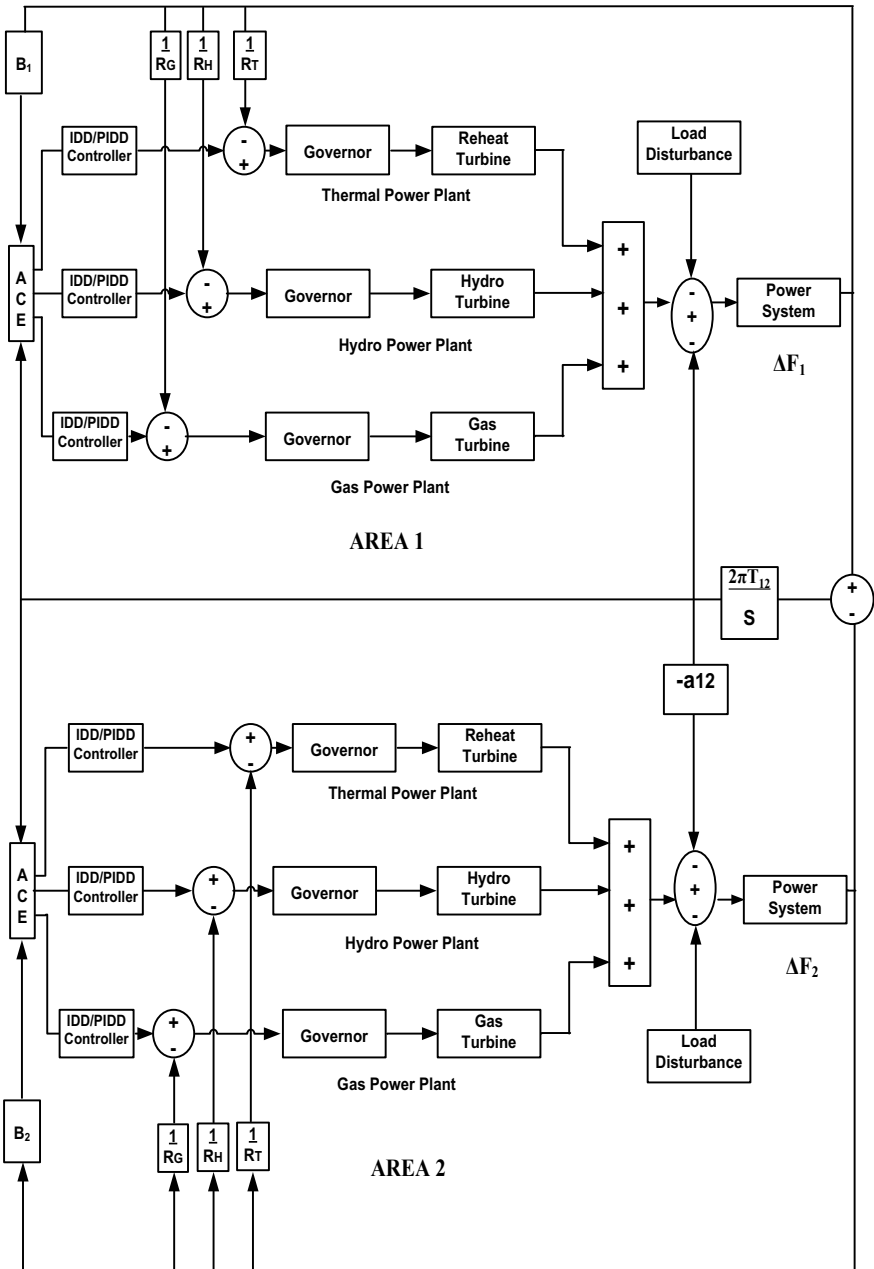 B₁
1
RG
1
RH
1
RT
IDD/PIDD
Controller
-
+
Governor
Reheat
Turbine
Load
Disturbance
Thermal Power Plant
A
C
E
IDD/PIDD
Controller
-
+
Governor
Hydro
Turbine
+
+
+
-
+
-
Power
System
Hydro Power Plant
ΔF₁
IDD/PIDD
Controller
-
+
Governor
Gas
Turbine
Gas Power Plant
AREA 1
2πT₁₂
S
+
-
-a12
IDD/PIDD
Controller
+
-
Governor
Reheat
Turbine
Thermal Power Plant
A
C
E
IDD/PIDD
Controller
+
-
Governor
Hydro
Turbine
+
+
+
-
+
-
Power
System
Hydro Power Plant
ΔF₂
IDD/PIDD
Controller
+
-
Governor
Gas
Turbine
Load
Disturbance
Gas Power Plant
B₂
1
RG
1
RH
1
RT
AREA 2